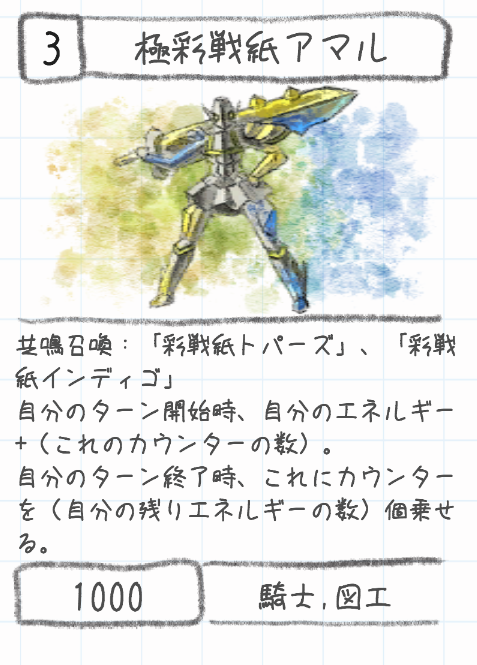 3
極彩戦紙アマル
共鳴召喚：「彩戦紙トパーズ」、「彩戦
紙インディゴ」
自分のターン開始時、自分のエネルギー
+（これのカウンターの数）。
自分のターン終了時、これにカウンター
を（自分の残りエネルギーの数）個乗せ
る。
1000
騎士,図工